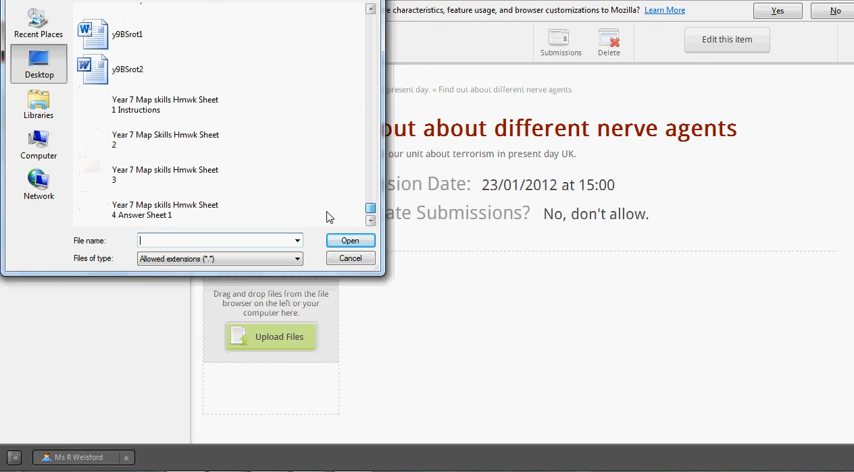 e characteristics, feature usage, and browser customizations to Mozilla? Learn More
Yes
No
Recent Places
Desktop
Libraries
Computer
Network
y9BSrot1
y9BSrot2
Year 7 Map skills Hmwk Sheet
1 Instructions
Year 7 Map Skills Hmwk Sheet
2
Year 7 Map skills Hmwk Sheet
3
Year 7 Map skills Hmwk Sheet
4 Answer Sheet 1
File name:
Open
Files of type:
Allowed extensions (*.*)
Cancel
Submissions
Delete
Edit this item
present day. » Find out about different nerve agents
out about different nerve agents
our unit about terrorism in present day UK.
sion Date: 23/01/2012 at 15:00
ate Submissions? No, don't allow.
Drag and drop files from the file
browser on the left or your
computer here.
Upload Files
Ms R Welsford